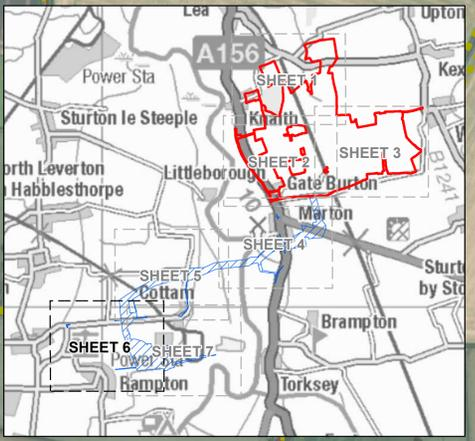 Lea
Upton
A156
Power Sta
SHEET 1
Kex
Sturton le Steeple
Knaith
orth Leverton
h Habblesthorpe
Littleborough
SHEET 2
SHEET 3
B1241
Gate Burton
10
Marton
SHEET 4
SHEET 5
Cottam
Sturt
by Sto
Brampton
SHEET 6
Power Sta
SHEET 7
Rampton
Torksey